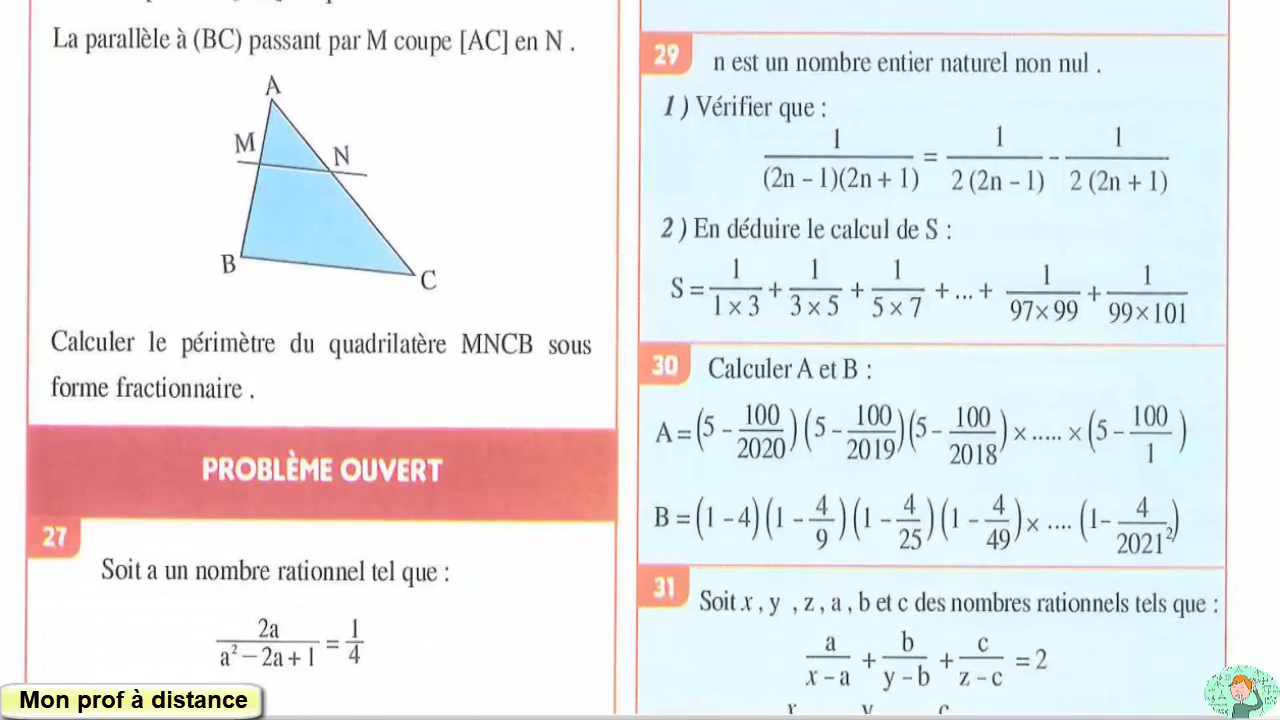 La parallèle à (BC) passant par M coupe [AC] en N .
A
M
N
B
C
Calculer le périmètre du quadrilatère MNCB sous
forme fractionnaire .
PROBLÈME OUVERT
27
Soit a un nombre rationnel tel que :
2a / (a² – 2a + 1) = 1/4
Mon prof à distance
29
n est un nombre entier naturel non nul .
1 ) Vérifier que :
1 / ((2n – 1)(2n + 1)) = 1 / (2 (2n – 1)) - 1 / (2 (2n + 1))
2 ) En déduire le calcul de S :
S = 1/(1 × 3) + 1/(3 × 5) + 1/(5 × 7) + ... + 1/(97 × 99) + 1/(99 × 101)
30
Calculer A et B :
A = (5 - 100/2020) (5 - 100/2019) (5 - 100/2018) × ..... × (5 - 100/1)
B = (1 - 4) (1 - 4/9) (1 - 4/25) (1 - 4/49) × .... (1 - 4/2021²)
31
Soit x , y , z , a , b et c des nombres rationnels tels que :
a/(x – a) + b/(y – b) + c/(z – c) = 2